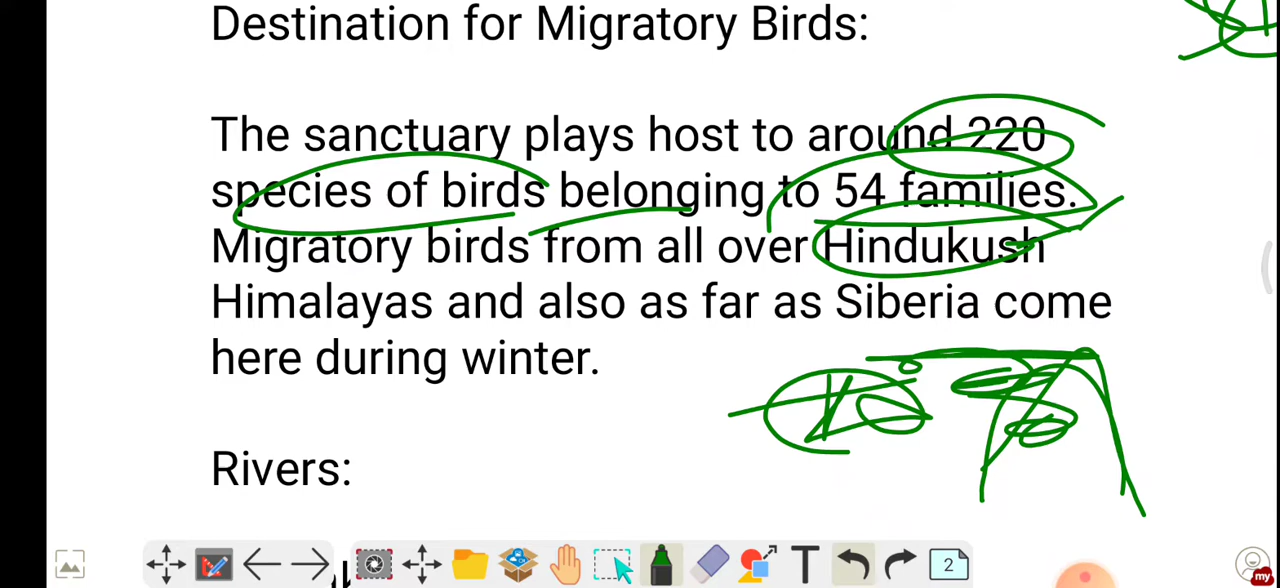 Destination for Migratory Birds:
The sanctuary plays host to around 220
species of birds belonging to 54 families.
Migratory birds from all over Hindukush
Himalayas and also as far as Siberia come
here during winter.
Rivers:
T
2
my